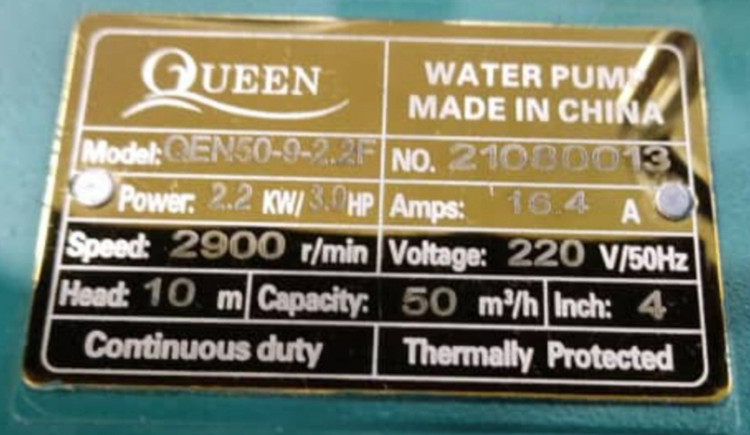 QUEEN
WATER PUMP
MADE IN CHINA
Model: QEN50-9-2.2F
NO. 21080013
Power: 2.2 KW/ 3.0 HP
Amps: 16.4 A
Speed: 2900 r/min
Voltage: 220 V/50Hz
Head: 10 m
Capacity: 50 m³/h
Inch: 4
Continuous duty
Thermally Protected